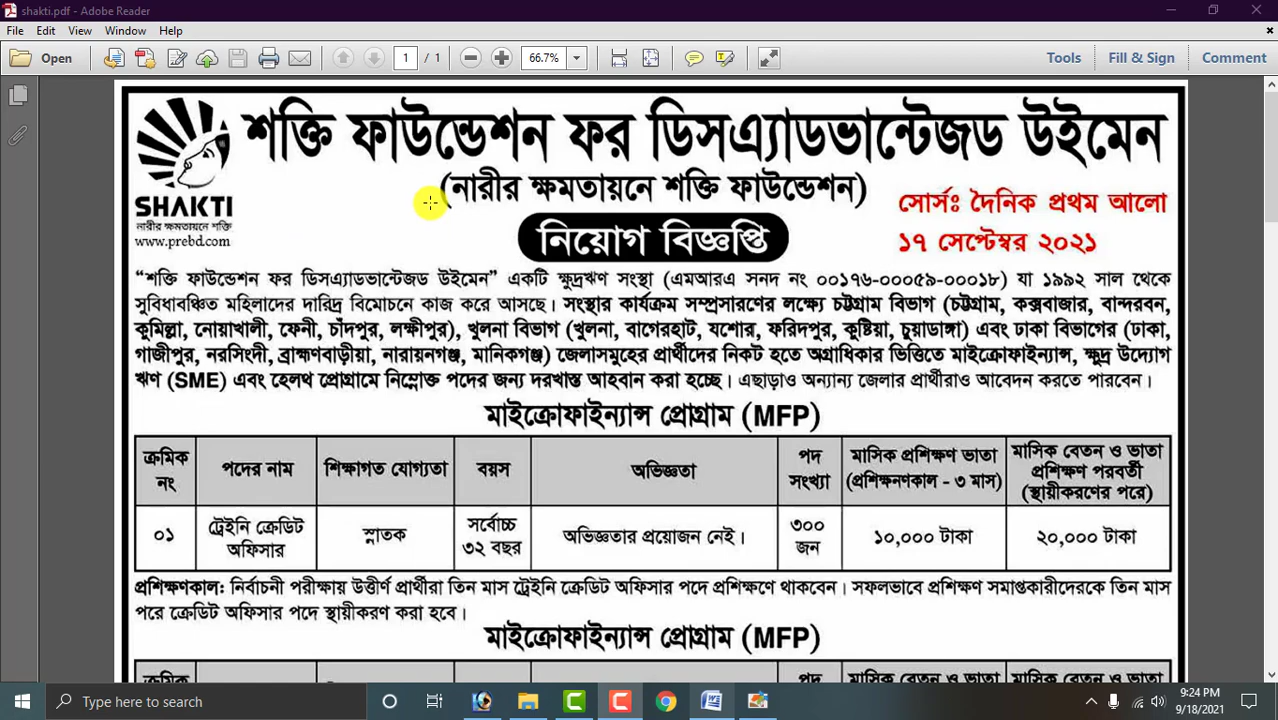 shakti.pdf - Adobe Reader
File Edit View Window Help
Open 1 / 1 66.7% Tools Fill & Sign Comment
শক্তি ফাউন্ডেশন ফর ডিসএ্যাডভান্টেজড উইমেন
(নারীর ক্ষমতায়নে শক্তি ফাউন্ডেশন)
SHAKTI
নারীর ক্ষমতায়নে শক্তি
www.prebd.com
নিয়োগ বিজ্ঞপ্তি
সোর্সঃ দৈনিক প্রথম আলো
১৭ সেপ্টেম্বর ২০২১
“শক্তি ফাউন্ডেশন ফর ডিসএ্যাডভান্টেজড উইমেন” একটি ক্ষুদ্রঋণ সংস্থা (এমআরএ সনদ নং ০০১৭৬-০০০৫৯-০০০১৮) যা ১৯৯২ সাল থেকে
সুবিধাবঞ্চিত মহিলাদের দারিদ্র বিমোচনে কাজ করে আসছে। সংস্থার কার্যক্রম সম্প্রসারণের লক্ষ্যে চট্টগ্রাম বিভাগ (চট্টগ্রাম, কক্সবাজার, বান্দরবন,
কুমিল্লা, নোয়াখালী, ফেনী, চাঁদপুর, লক্ষীপুর), খুলনা বিভাগ (খুলনা, বাগেরহাট, যশোর, ফরিদপুর, কুষ্টিয়া, চুয়াডাঙ্গা) এবং ঢাকা বিভাগের (ঢাকা,
গাজীপুর, নরসিংদী, ব্রাহ্মণবাড়ীয়া, নারায়নগঞ্জ, মানিকগঞ্জ) জেলাসমুহের প্রার্থীদের নিকট হতে অগ্রাধিকার ভিত্তিতে মাইক্রোফাইন্যান্স, ক্ষুদ্র উদ্যোগ
ঋণ (SME) এবং হেলথ প্রোগ্রামে নিম্নোক্ত পদের জন্য দরখাস্ত আহবান করা হচ্ছে। এছাড়াও অন্যান্য জেলার প্রার্থীরাও আবেদন করতে পারবেন।
মাইক্রোফাইন্যান্স প্রোগ্রাম (MFP)
ক্রমিক নং পদের নাম শিক্ষাগত যোগ্যতা বয়স অভিজ্ঞতা পদ সংখ্যা মাসিক প্রশিক্ষণ ভাতা (প্রশিক্ষনণকাল - ৩ মাস) মাসিক বেতন ও ভাতা প্রশিক্ষণ পরবর্তী (স্থায়ীকরণের পরে)
০১ ট্রেইনি ক্রেডিট অফিসার স্নাতক সর্বোচ্চ ৩২ বছর অভিজ্ঞতার প্রয়োজন নেই। ৩০০ জন ১০,০০০ টাকা ২০,০০০ টাকা
প্রশিক্ষণকাল: নির্বাচনী পরীক্ষায় উত্তীর্ণ প্রার্থীরা তিন মাস ট্রেইনি ক্রেডিট অফিসার পদে প্রশিক্ষণে থাকবেন। সফলভাবে প্রশিক্ষণ সমাপ্তকারীদেরকে তিন মাস
পরে ক্রেডিট অফিসার পদে স্থায়ীকরণ করা হবে।
মাইক্রোফাইন্যান্স প্রোগ্রাম (MFP)
ক্রমিক পদ মাসিক প্রশিক্ষণ ভাতা মাসিক বেতন ও ভাতা
Type here to search
9:24 PM
9/18/2021